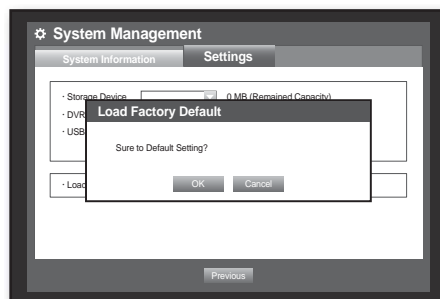 System Management
System Information
Settings
· Storage Device
0 MB (Remained Capacity)
· DVR
· USB
Load Factory Default
Sure to Default Setting?
OK
Cancel
· Load
Previous